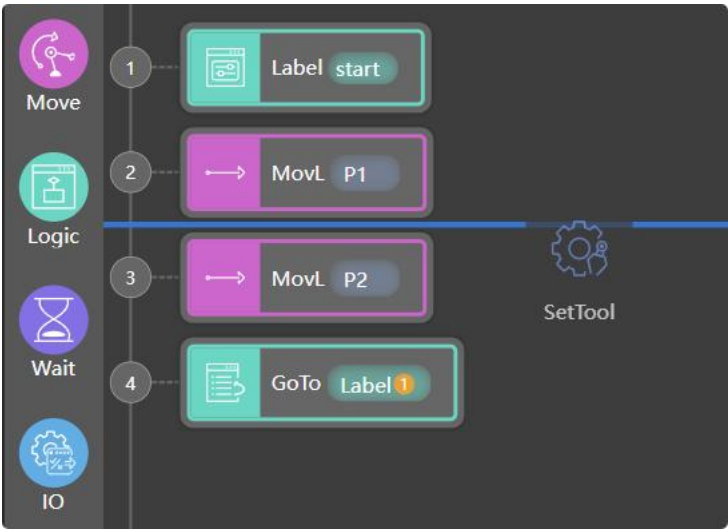 Move
1
Label start
2
MovL P1
Logic
3
MovL P2
SetTool
Wait
4
GoTo Label 1
IO